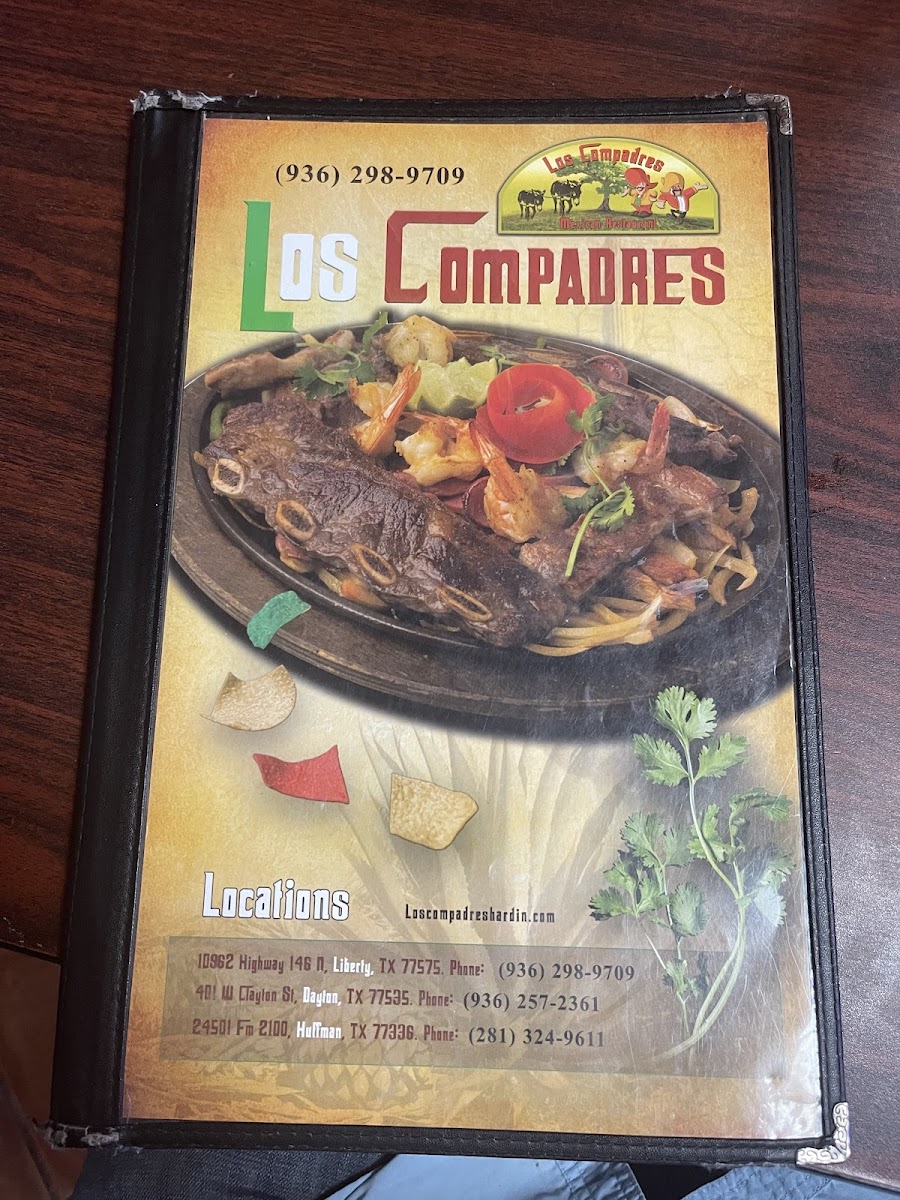 (936) 298-9709
Los Compadres
Mexican Restaurant
Los Compadres
Locations
Loscompadreshardin.com
10962 Highway 146 N, Liberty, TX 77575. Phone: (936) 298-9709
401 W Clayton St, Dayton, TX 77535. Phone: (936) 257-2361
24501 Fm 2100, Huffman, TX 77336. Phone: (281) 324-9611